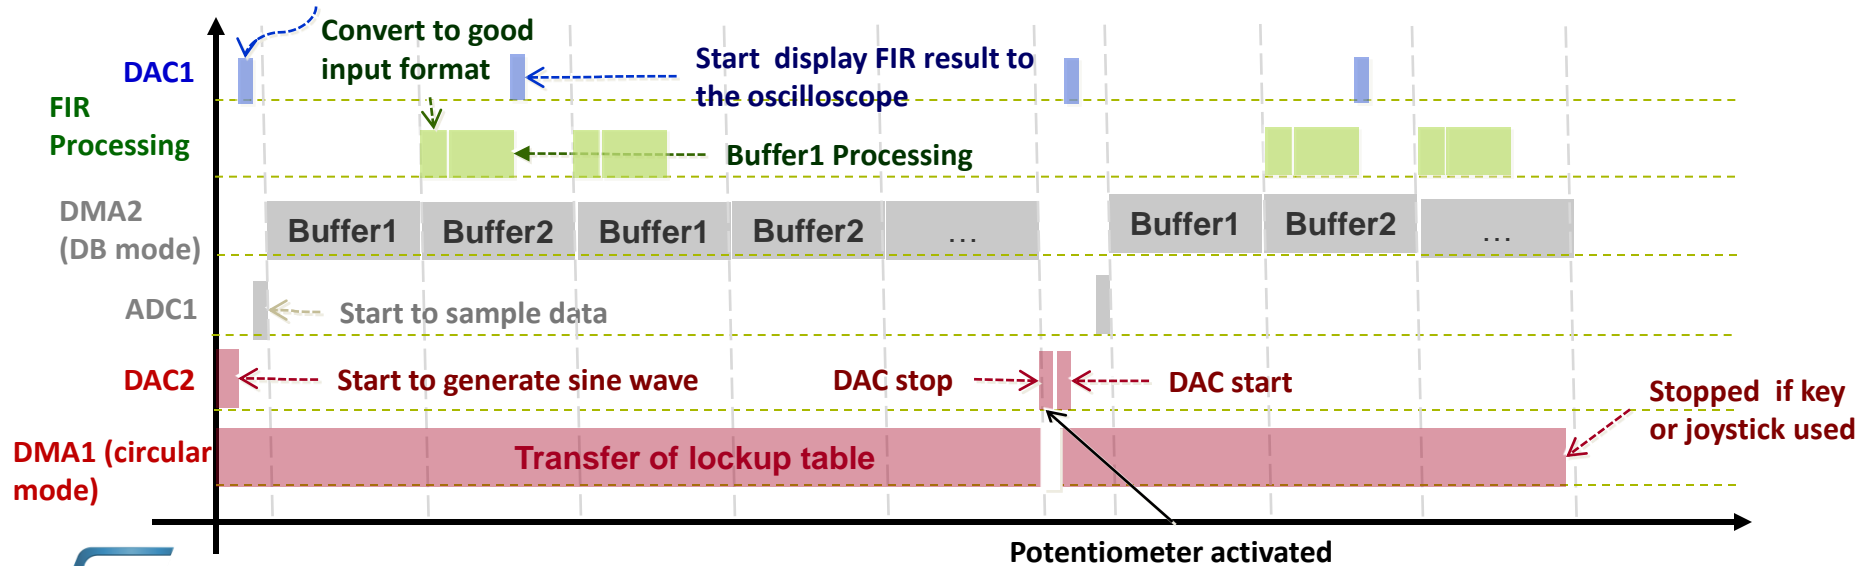 Convert to good
input format
DAC1
Start display FIR result to
the oscilloscope
FIR
Processing
Buffer1 Processing
DMA2
(DB mode)
Buffer1
Buffer2
Buffer1
Buffer2
...
Buffer1
Buffer2
...
ADC1
Start to sample data
DAC2
Start to generate sine wave
DAC stop
DAC start
Stopped if key
or joystick used
DMA1 (circular
mode)
Transfer of lockup table
Potentiometer activated